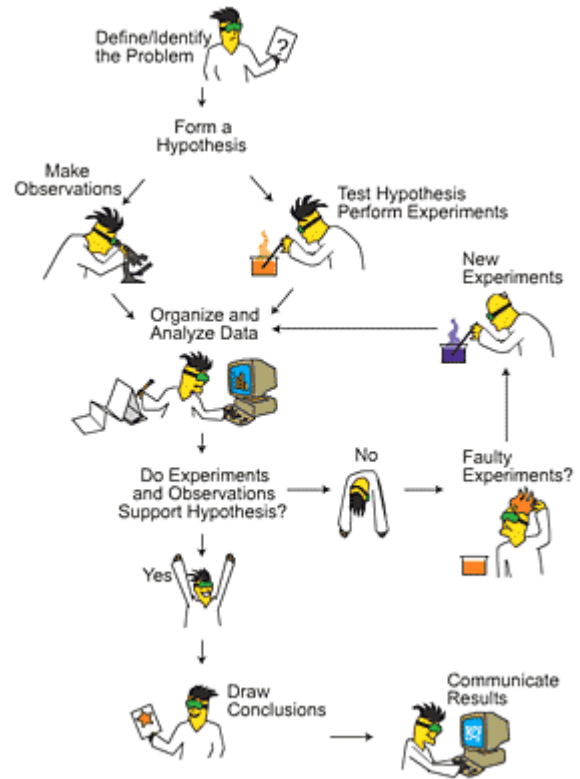 Define/Identify
the Problem
?
Form a
Hypothesis
Make
Observations
Test Hypothesis
Perform Experiments
New
Experiments
Organize and
Analyze Data
No
Faulty
Experiments?
Do Experiments
and Observations
Support Hypothesis?
Yes
Draw
Conclusions
Communicate
Results